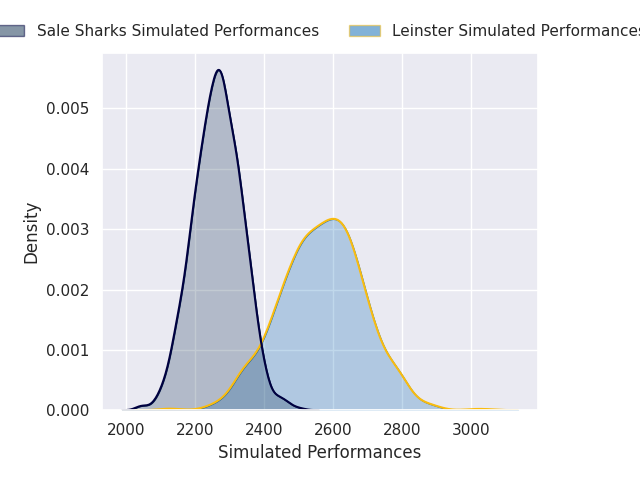 Sale Sharks Simulated Performances Leinster Simulated Performances
0.005
0.004
0.003
0.002
0.001
0.000
Density
2000 2200 2400 2600 2800 3000
Simulated Performances